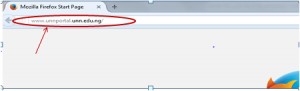 Mozilla Firefox Start Page
www.unnportal.unn.edu.ng/